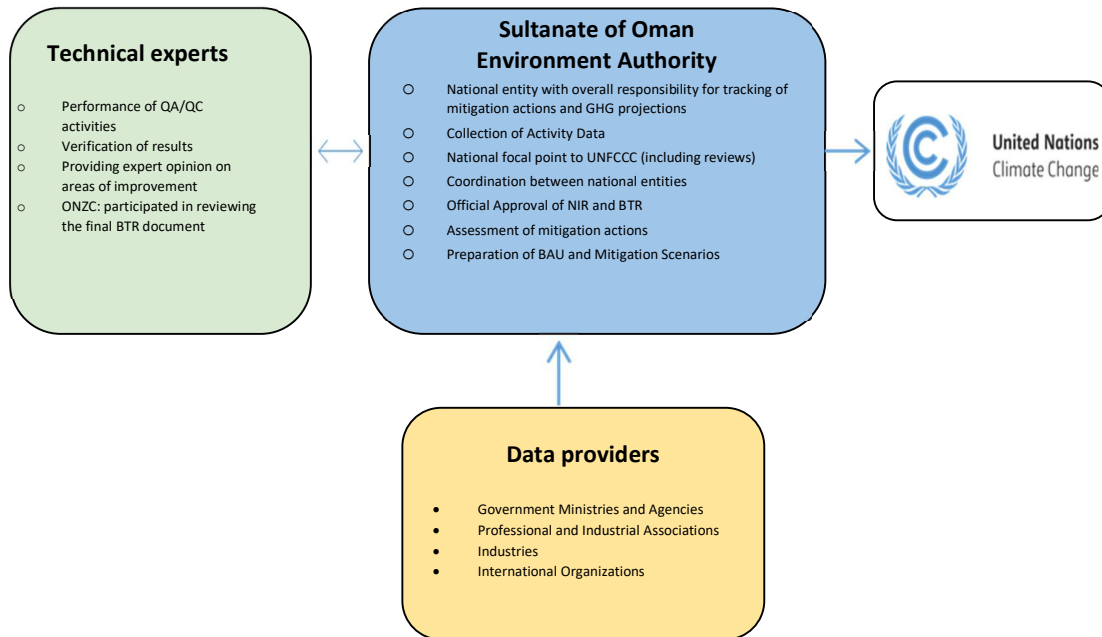 Technical experts
○ Performance of QA/QC
activities
○ Verification of results
○ Providing expert opinion on
areas of improvement
○ ONZC: participated in reviewing
the final BTR document
Sultanate of Oman
Environment Authority
○ National entity with overall responsibility for tracking of
mitigation actions and GHG projections
○ Collection of Activity Data
○ National focal point to UNFCCC (including reviews)
○ Coordination between national entities
○ Official Approval of NIR and BTR
○ Assessment of mitigation actions
○ Preparation of BAU and Mitigation Scenarios
United Nations
Climate Change
Data providers
• Government Ministries and Agencies
• Professional and Industrial Associations
• Industries
• International Organizations